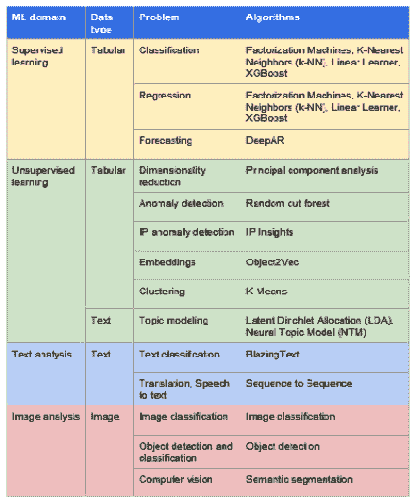 ML domain Data type Problem Algorithms
Supervised learning Tabular Classification Factorization Machines, K-Nearest
Neighbors (k-NN), Linear Learner,
XGBoost
Regression Factorization Machines, K-Nearest
Neighbors (k-NN), Linear Learner,
XGBoost
Forecasting DeepAR
Unsupervised learning Tabular Dimensionality reduction Principal component analysis
Anomaly detection Random cut forest
IP anomaly detection IP Insights
Embeddings Object2Vec
Clustering K-Means
Text Topic modeling Latent Dirichlet Allocation (LDA),
Neural Topic Model (NTM)
Text analysis Text Text classification BlazingText
Translation, Speech to text Sequence to Sequence
Image analysis Image Image classification Image classification
Object detection and classification Object detection
Computer vision Semantic segmentation